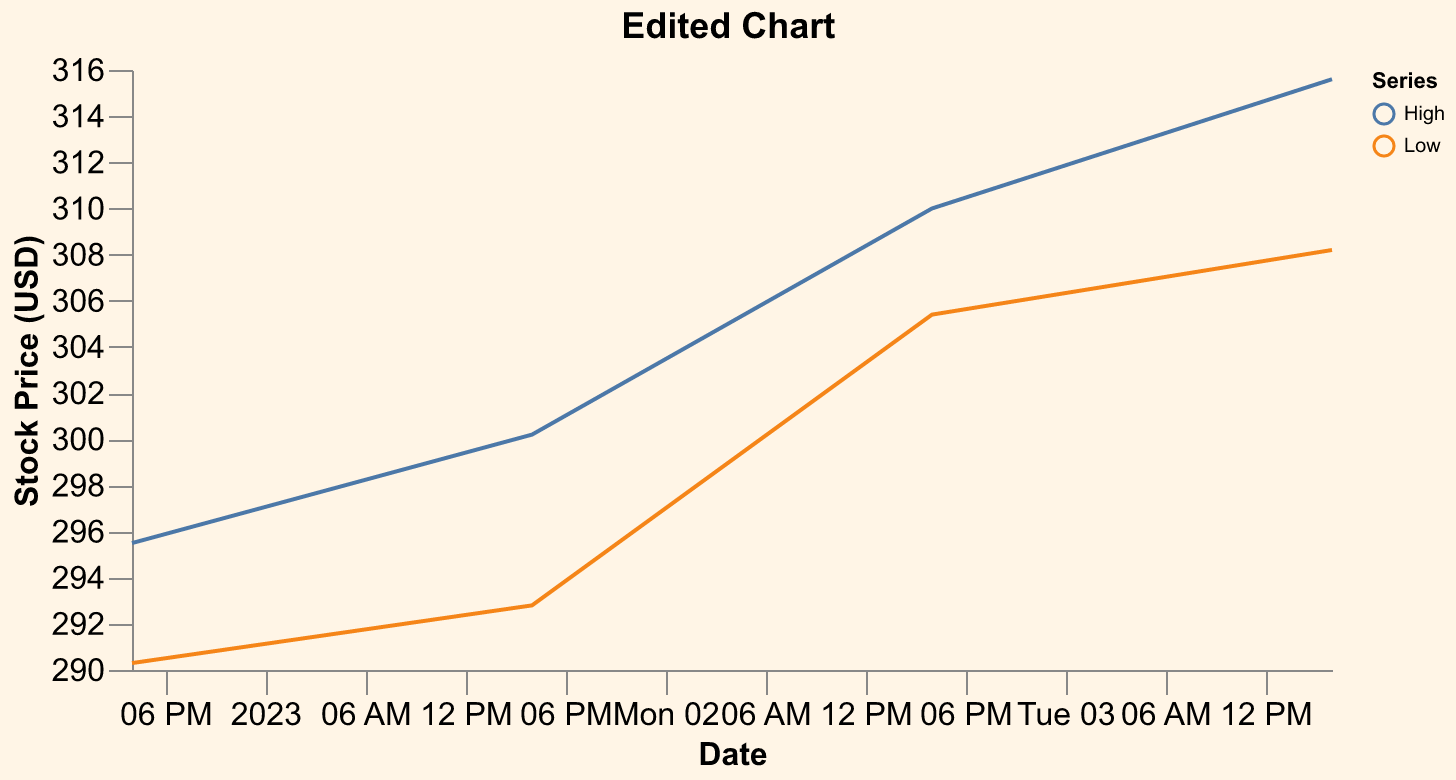 Edited Chart
Stock Price (USD)
316
314
312
310
308
306
304
302
300
298
296
294
292
290
06 PM 2023 06 AM 12 PM 06 PM Mon 02 06 AM 12 PM 06 PM Tue 03 06 AM 12 PM
Date
Series
High
Low